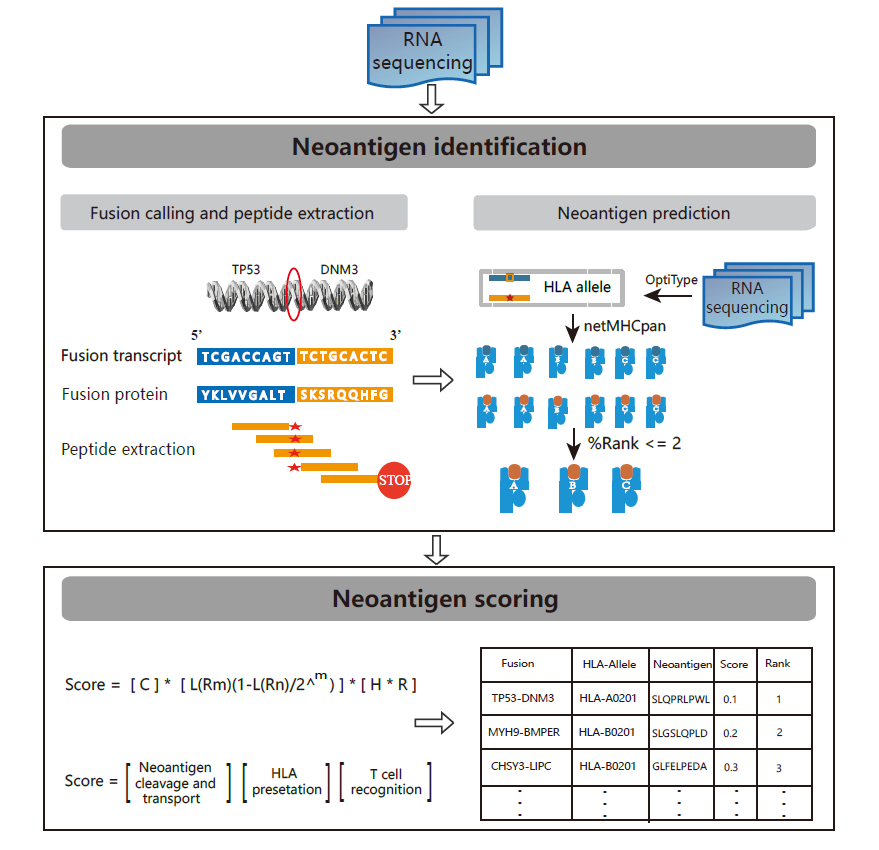 RNA
sequencing
Neoantigen identification
Fusion calling and peptide extraction
TP53 DNM3
5’ 3’
Fusion transcript TCGACCAGT TCTGCACTC
Fusion protein YKLVVGALT SKSRQQHFG
Peptide extraction
STOP
Neoantigen prediction
HLA allele
OptiType
RNA
sequencing
netMHCpan
A A B B C C
A A B B C C
%Rank <= 2
A B C
Neoantigen scoring
Score = [ C ] * [ L(Rm)(1-L(Rn)/2^m ) ] * [ H * R ]
Score = [ Neoantigen cleavage and transport ] [ HLA presetation ] [ T cell recognition ]
Fusion HLA-Allele Neoantigen Score Rank
TP53-DNM3 HLA-A0201 SLQPRLPWL 0.1 1
MYH9-BMPER HLA-B0201 SLGSLQPLD 0.2 2
CHSY3-LIPC HLA-B0201 GLFELPEDA 0.3 3